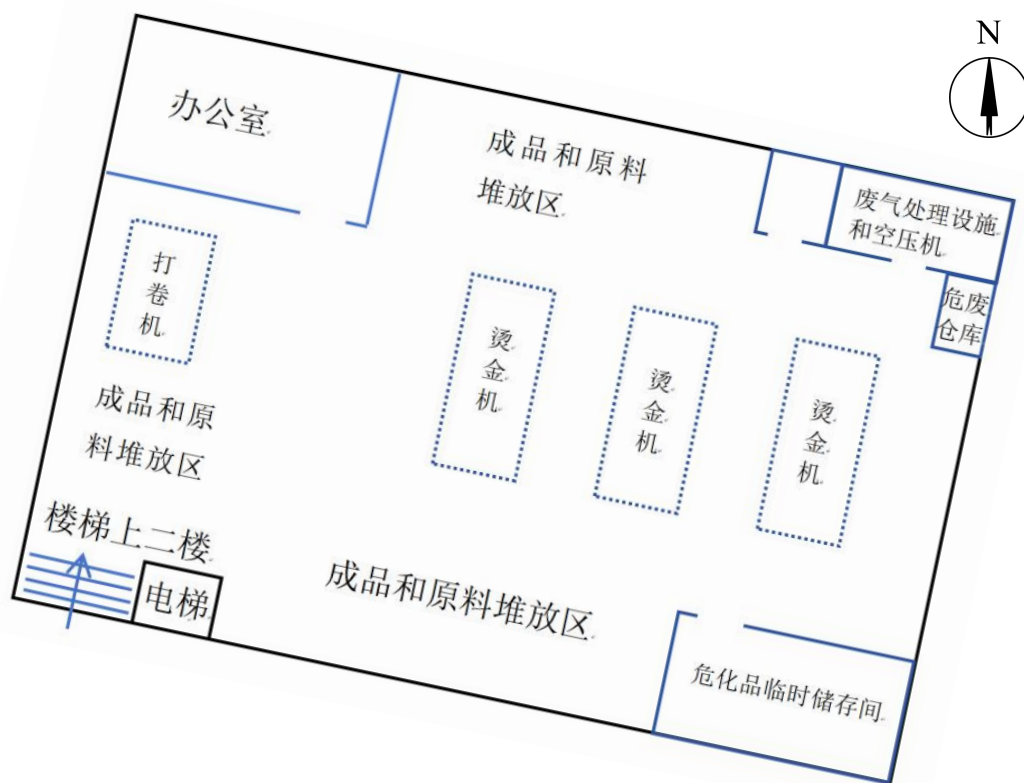 N
办公室
成品和原料
堆放区
废气处理设施
和空压机
危废
仓库
打
卷
机
烫
金
机
烫
金
机
烫
金
机
成品和原
料堆放区
楼梯上二楼
电梯
成品和原料堆放区
危化品临时储存间